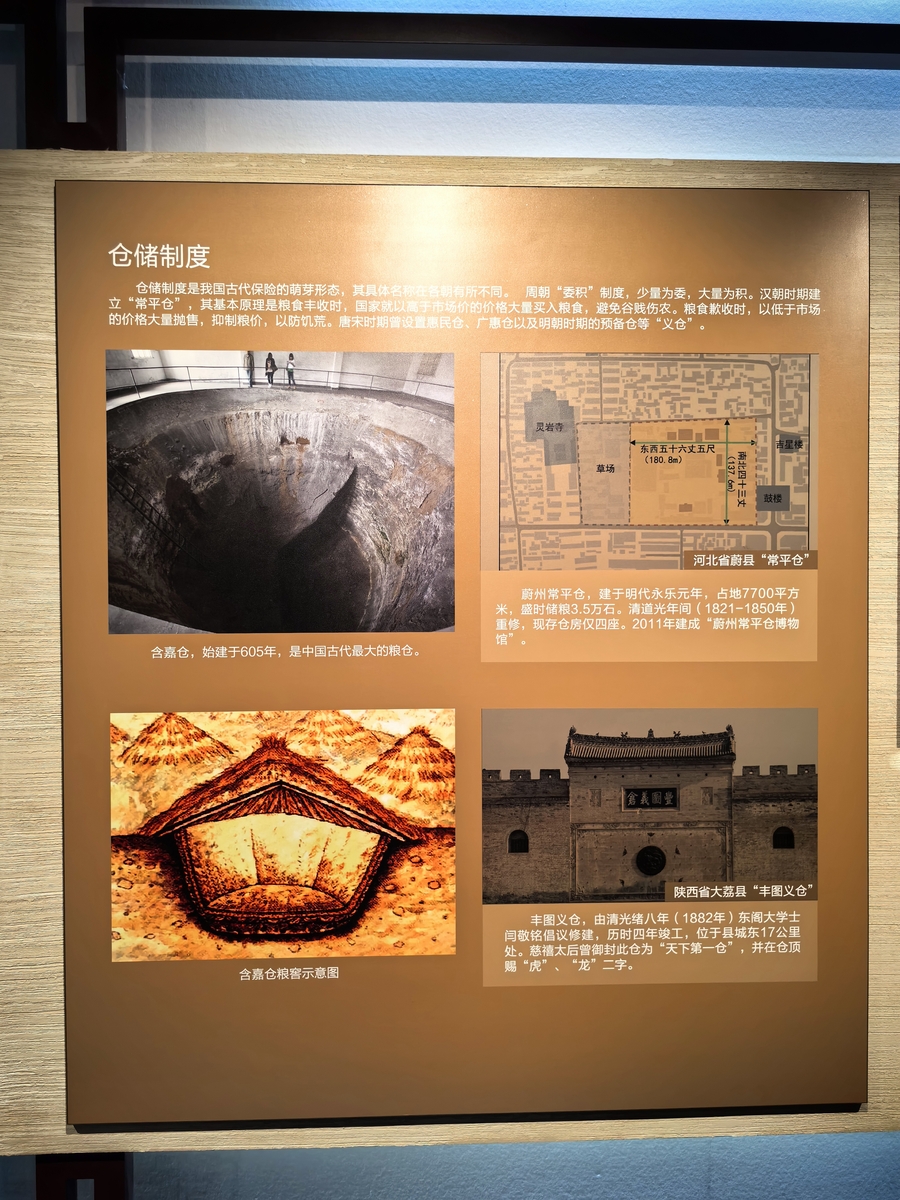 仓储制度
仓储制度是我国古代保险的萌芽形态，其具体名称在各朝有所不同。 周朝“委积”制度，少量为委，大量为积。汉朝时期建
立“常平仓”，其基本原理是粮食丰收时，国家就以高于市场价的价格大量买入粮食，避免谷贱伤农。粮食歉收时，以低于市场
的价格大量抛售，抑制粮价，以防饥荒。唐宋时期曾设置惠民仓、广惠仓以及明朝时期的预备仓等“义仓”。
含嘉仓，始建于605年，是中国古代最大的粮仓。
灵岩寺
草场
东西五十六丈五尺
（180.8m）
南北四十三丈
（137.6m）
吉星楼
鼓楼
河北省蔚县“常平仓”
蔚州常平仓，建于明代永乐元年，占地7700平方
米，盛时储粮3.5万石。清道光年间（1821-1850年）
重修，现存仓房仅四座。2011年建成“蔚州常平仓博物
馆”。
含嘉仓粮窖示意图
倉義圖豐
陕西省大荔县“丰图义仓”
丰图义仓，由清光绪八年（1882年）东阁大学士
闫敬铭倡议修建，历时四年竣工，位于县城东17公里
处。慈禧太后曾御封此仓为“天下第一仓”，并在仓顶
赐“虎”、“龙”二字。